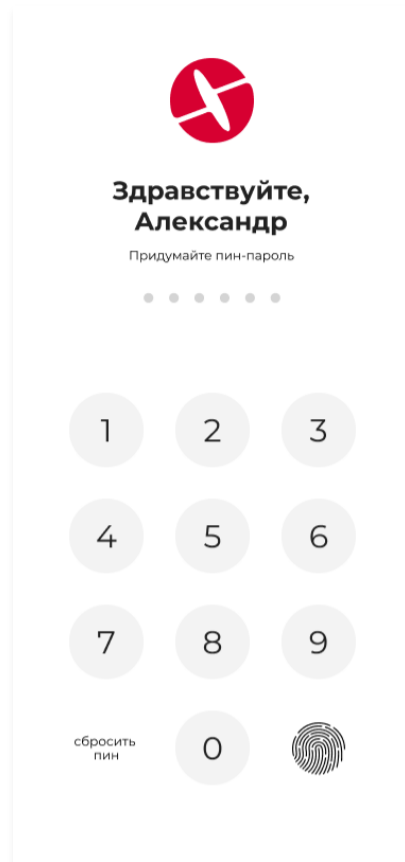 Здравствуйте,
Александр
Придумайте пин-пароль
1 2 3
4 5 6
7 8 9
сбросить
пин
0